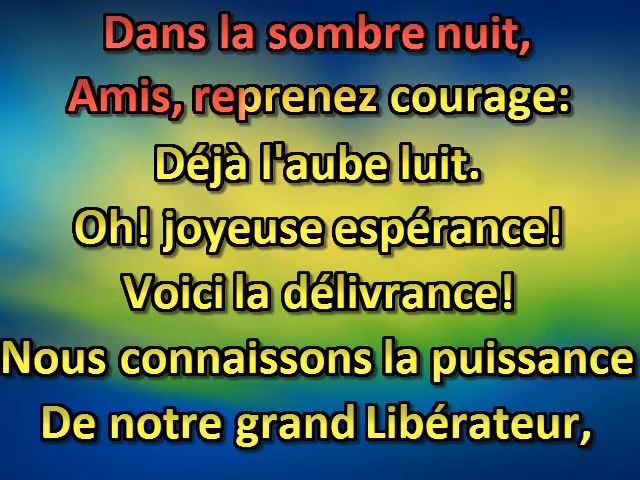 Dans la sombre nuit,
Amis, reprenez courage:
Déjà l'aube luit.
Oh! joyeuse espérance!
Voici la délivrance!
Nous connaissons la puissance
De notre grand Libérateur,